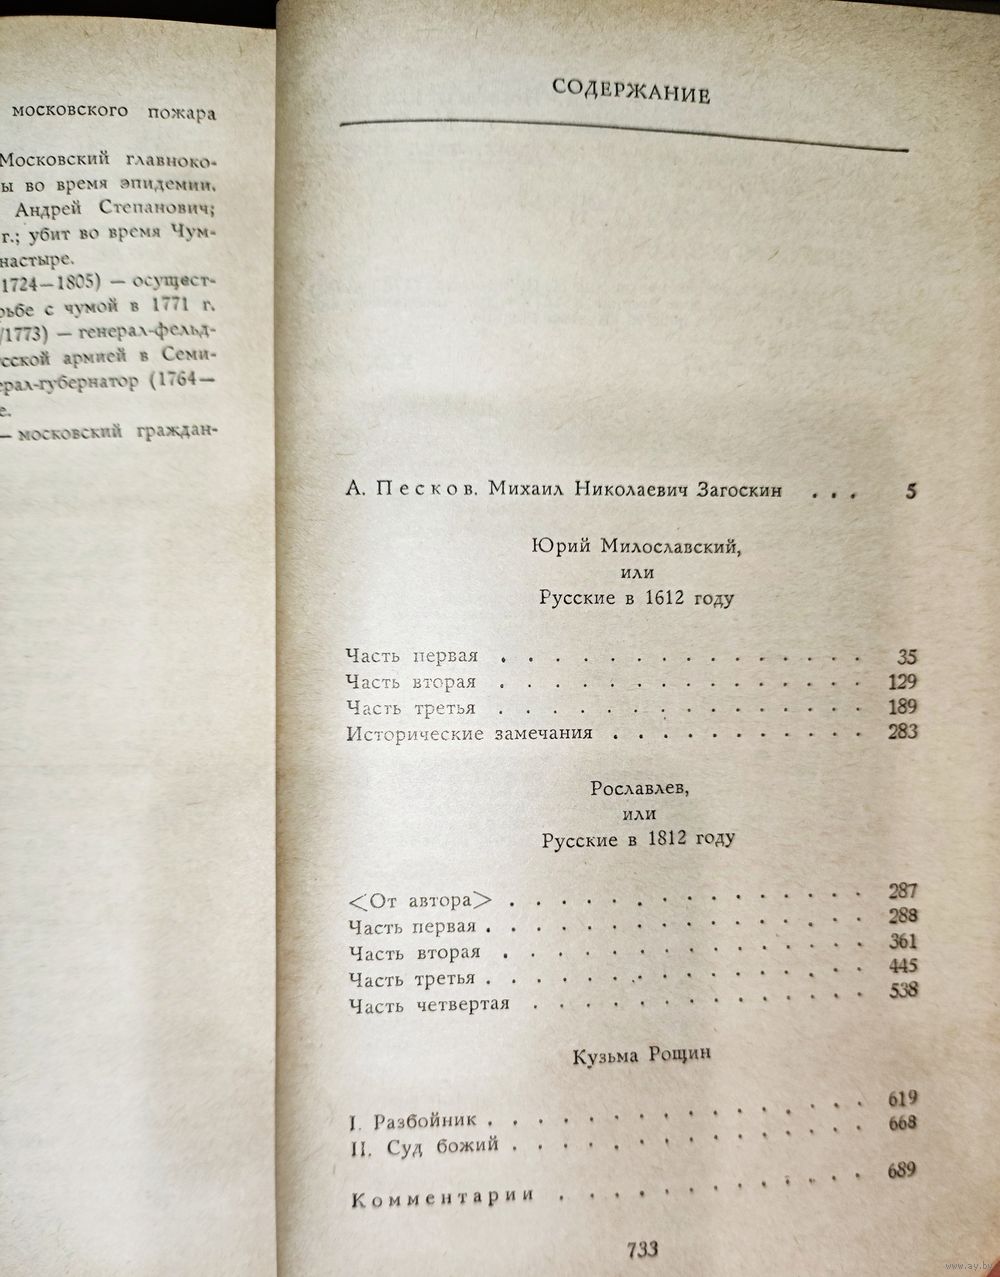 московского пожара
Московский главноко-
ы во время эпидемии.
Андрей Степанович;
г.; убит во время Чум-
настыре.
1724—1805) — осущест-
рьбе с чумой в 1771 г.
/1773) — генерал-фельд-
сской армией в Семи-
ерал-губернатор (1764—
е.
— московский граждан-
СОДЕРЖАНИЕ
А. Песков. Михаил Николаевич Загоскин . . . 5
Юрий Милославский,
или
Русские в 1612 году
Часть первая . . . . . . . . . . . . . . 35
Часть вторая . . . . . . . . . . . . . . 129
Часть третья . . . . . . . . . . . . . . 189
Исторические замечания . . . . . . . . . . 283
Рославлев,
или
Русские в 1812 году
<От автора> . . . . . . . . . . . . . . 287
Часть первая . . . . . . . . . . . . . . 288
Часть вторая . . . . . . . . . . . . . . 361
Часть третья . . . . . . . . . . . . . . 445
Часть четвертая . . . . . . . . . . . . . 538
Кузьма Рощин
I. Разбойник . . . . . . . . . . . . . . 619
II. Суд божий . . . . . . . . . . . . . . 668
Комментарии . . . . . . . . . . . . 689
733
www.ay.by